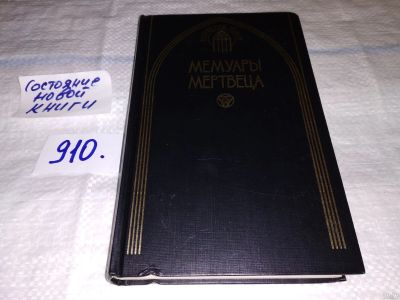 Состояние
новой
книги
910.
МЕМУАРЫ
МЕРТВЕЦА